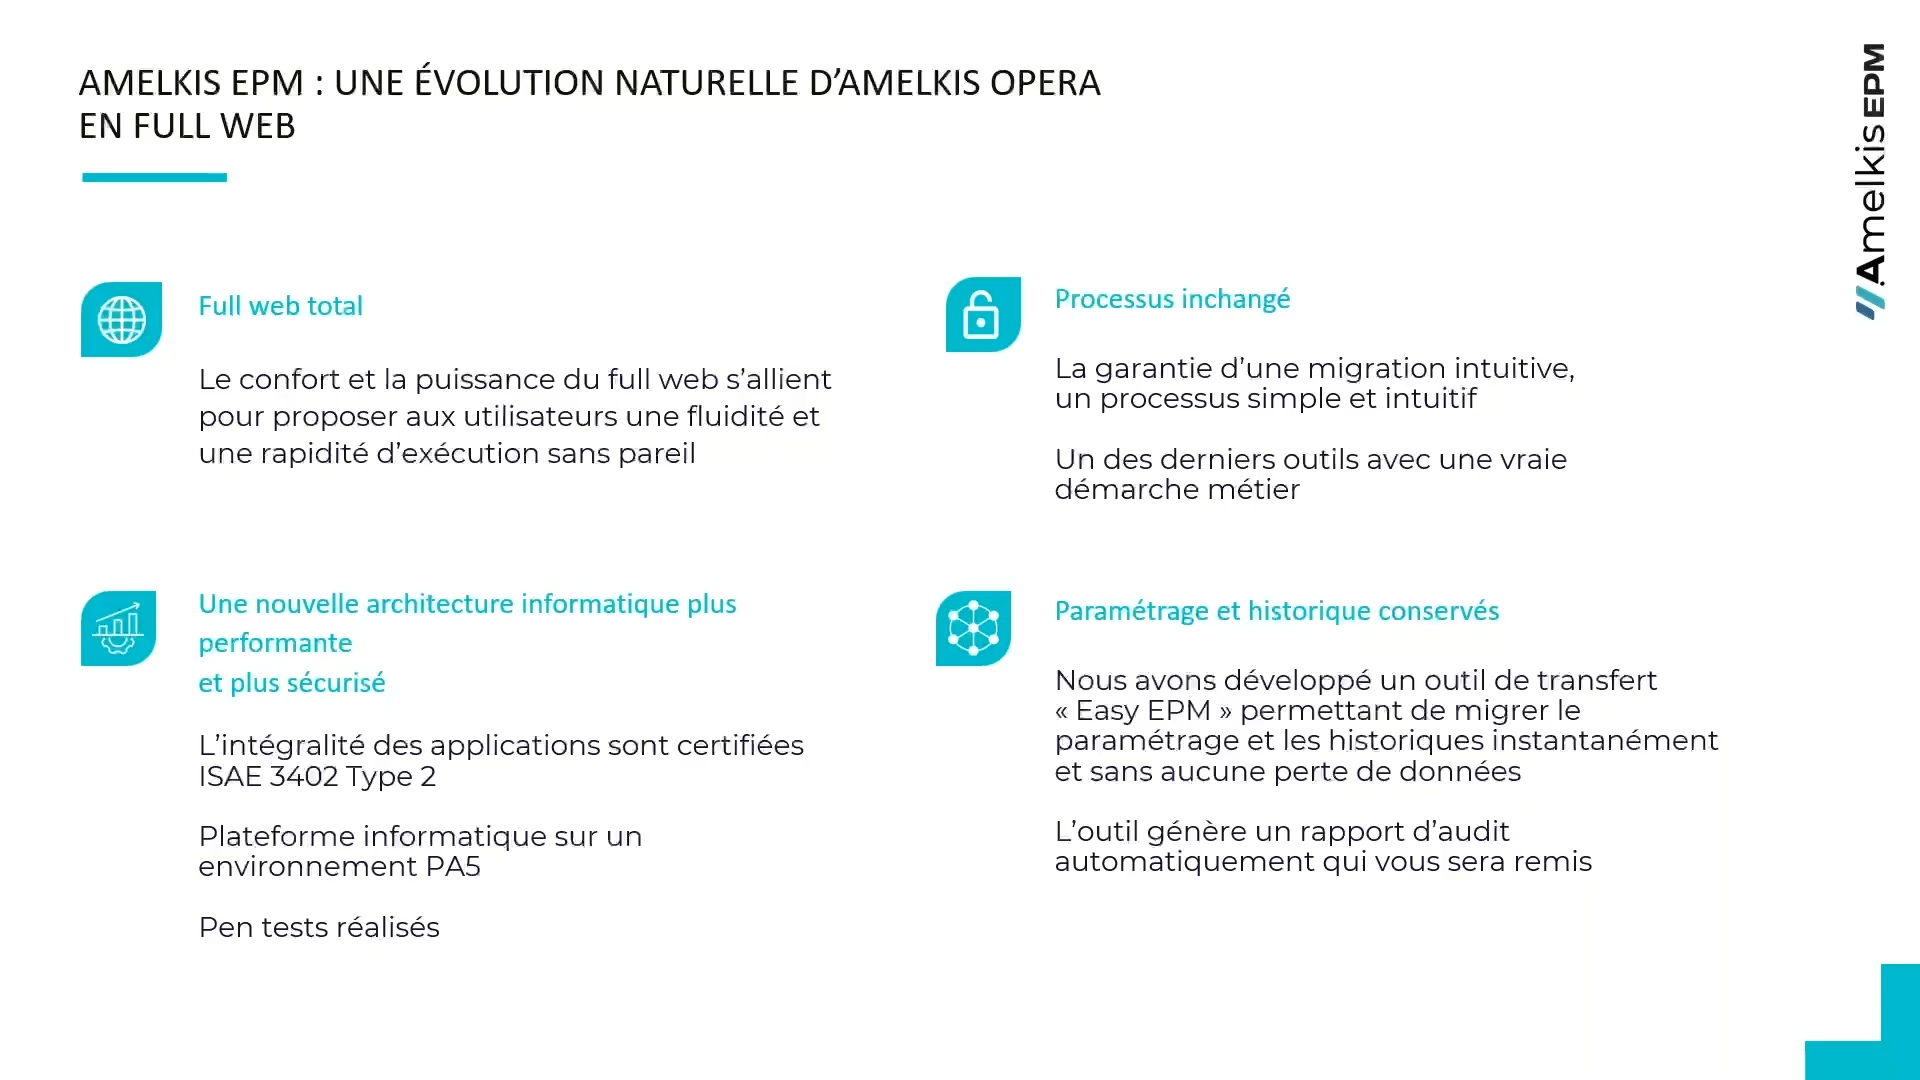 AMELKIS EPM : UNE ÉVOLUTION NATURELLE D’AMELKIS OPERA
EN FULL WEB
Amelkis EPM
Full web total
Le confort et la puissance du full web s’allient
pour proposer aux utilisateurs une fluidité et
une rapidité d’exécution sans pareil
Processus inchangé
La garantie d’une migration intuitive,
un processus simple et intuitif
Un des derniers outils avec une vraie
démarche métier
Une nouvelle architecture informatique plus
performante
et plus sécurisé
L’intégralité des applications sont certifiées
ISAE 3402 Type 2
Plateforme informatique sur un
environnement PA5
Pen tests réalisés
Paramétrage et historique conservés
Nous avons développé un outil de transfert
« Easy EPM » permettant de migrer le
paramétrage et les historiques instantanément
et sans aucune perte de données
L’outil génère un rapport d’audit
automatiquement qui vous sera remis